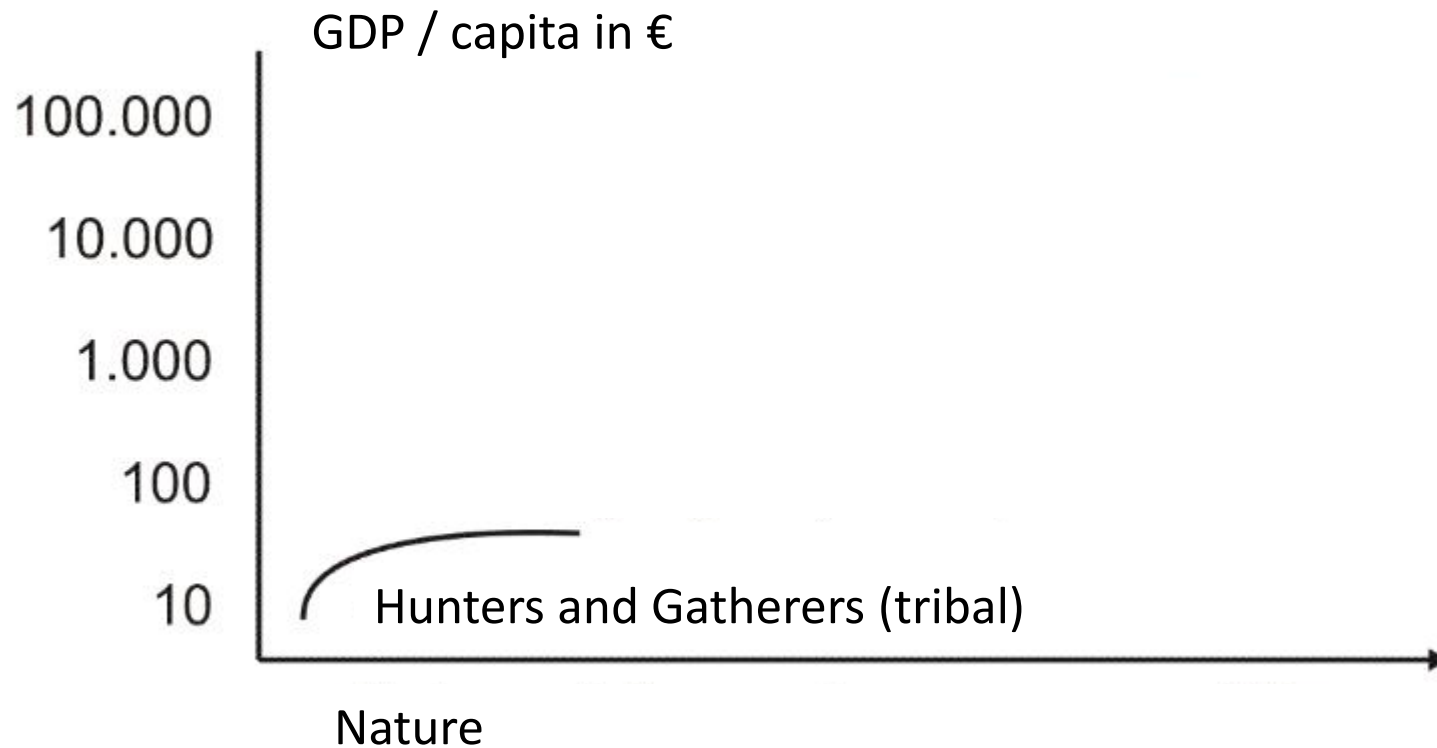 GDP / capita in €
100.000
10.000
1.000
100
10
Hunters and Gatherers (tribal)
Nature